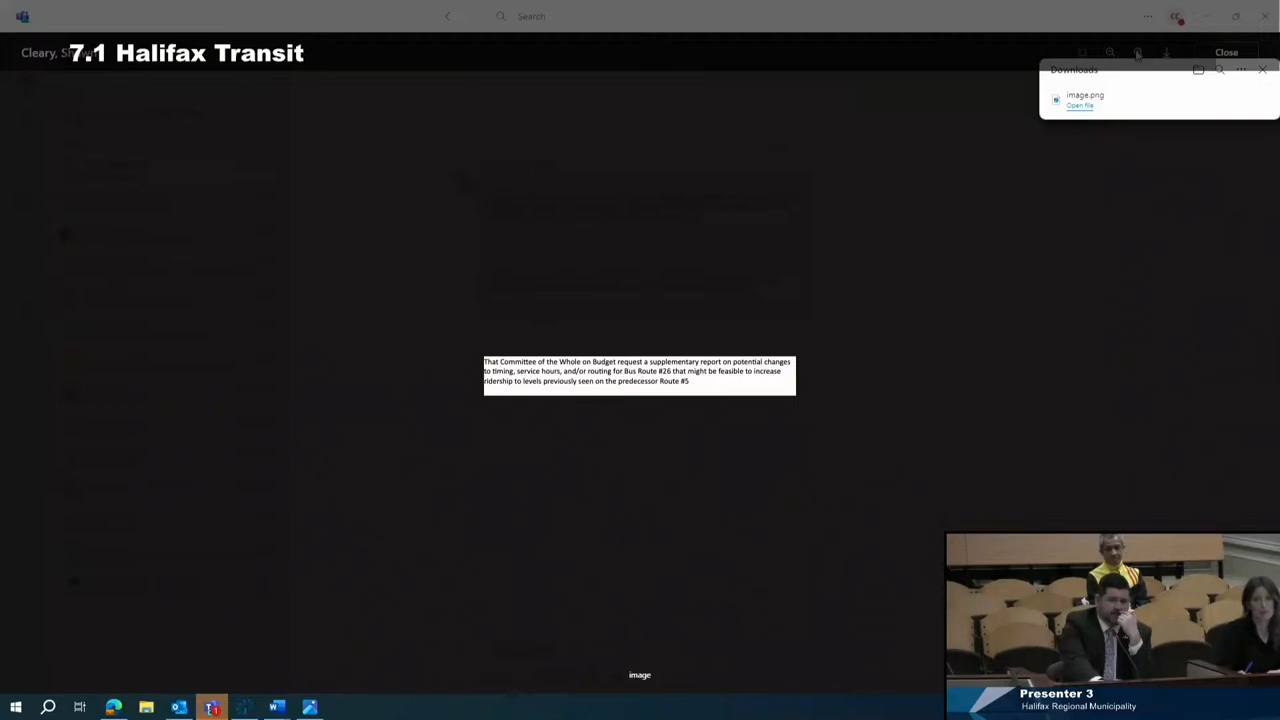 Search
Cleary, Sh
7.1 Halifax Transit
Close
Downloads
image.png
Open file
That Committee of the Whole on Budget request a supplementary report on potential changes
to timing, service hours, and/or routing for Bus Route #26 that might be feasible to increase
ridership to levels previously seen on the predecessor Route #5
image
Presenter 3
Halifax Regional Municipality